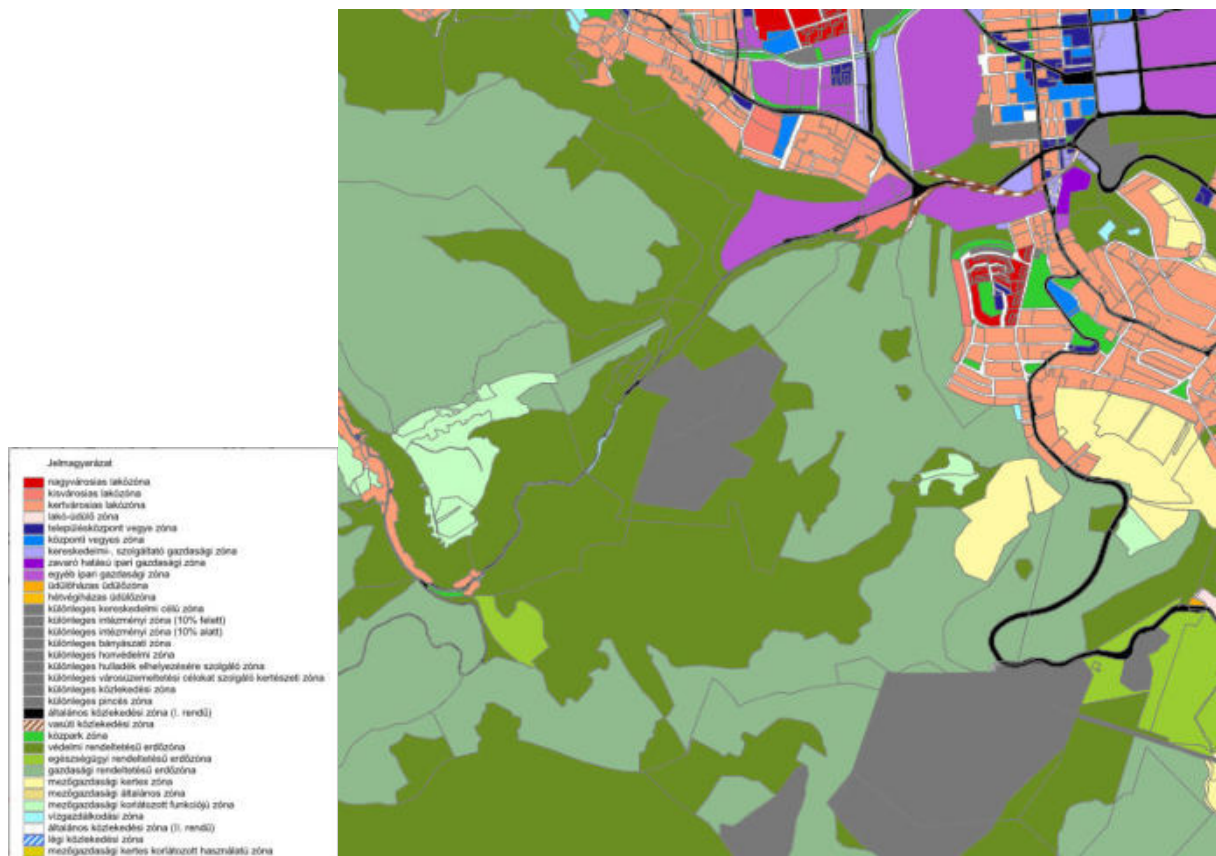 Jelmagyarázat
nagyvárosias lakózóna
kisvárosias lakózóna
kertvárosias lakózóna
lakó-üdülő zóna
településközpont vegye zóna
központi vegyes zóna
kereskedelmi-, szolgáltató gazdasági zóna
zavaró hatású ipari gazdasági zóna
egyéb ipari gazdasági zóna
üdülőházas üdülőzóna
hétvégiházas üdülőzóna
különleges kereskedelmi célú zóna
különleges intézményi zóna (10% felett)
különleges intézményi zóna (10% alatt)
különleges bányászati zóna
különleges honvédelmi zóna
különleges hulladék elhelyezésére szolgáló zóna
különleges városüzemeltetési célokat szolgáló kertészeti zóna
különleges közlekedési zóna
különleges pincés zóna
általános közlekedési zóna (I. rendű)
vasúti közlekedési zóna
közpark zóna
védelmi rendeltetésű erdőzóna
egészségügyi rendeltetésű erdőzóna
gazdasági rendeltetésű erdőzóna
mezőgazdasági kertes zóna
mezőgazdasági általános zóna
mezőgazdasági korlátozott funkciójú zóna
vízgazdálkodási zóna
általános közlekedési zóna (II. rendű)
légi közlekedési zóna
mezőgazdasági kertes korlátozott használatú zóna